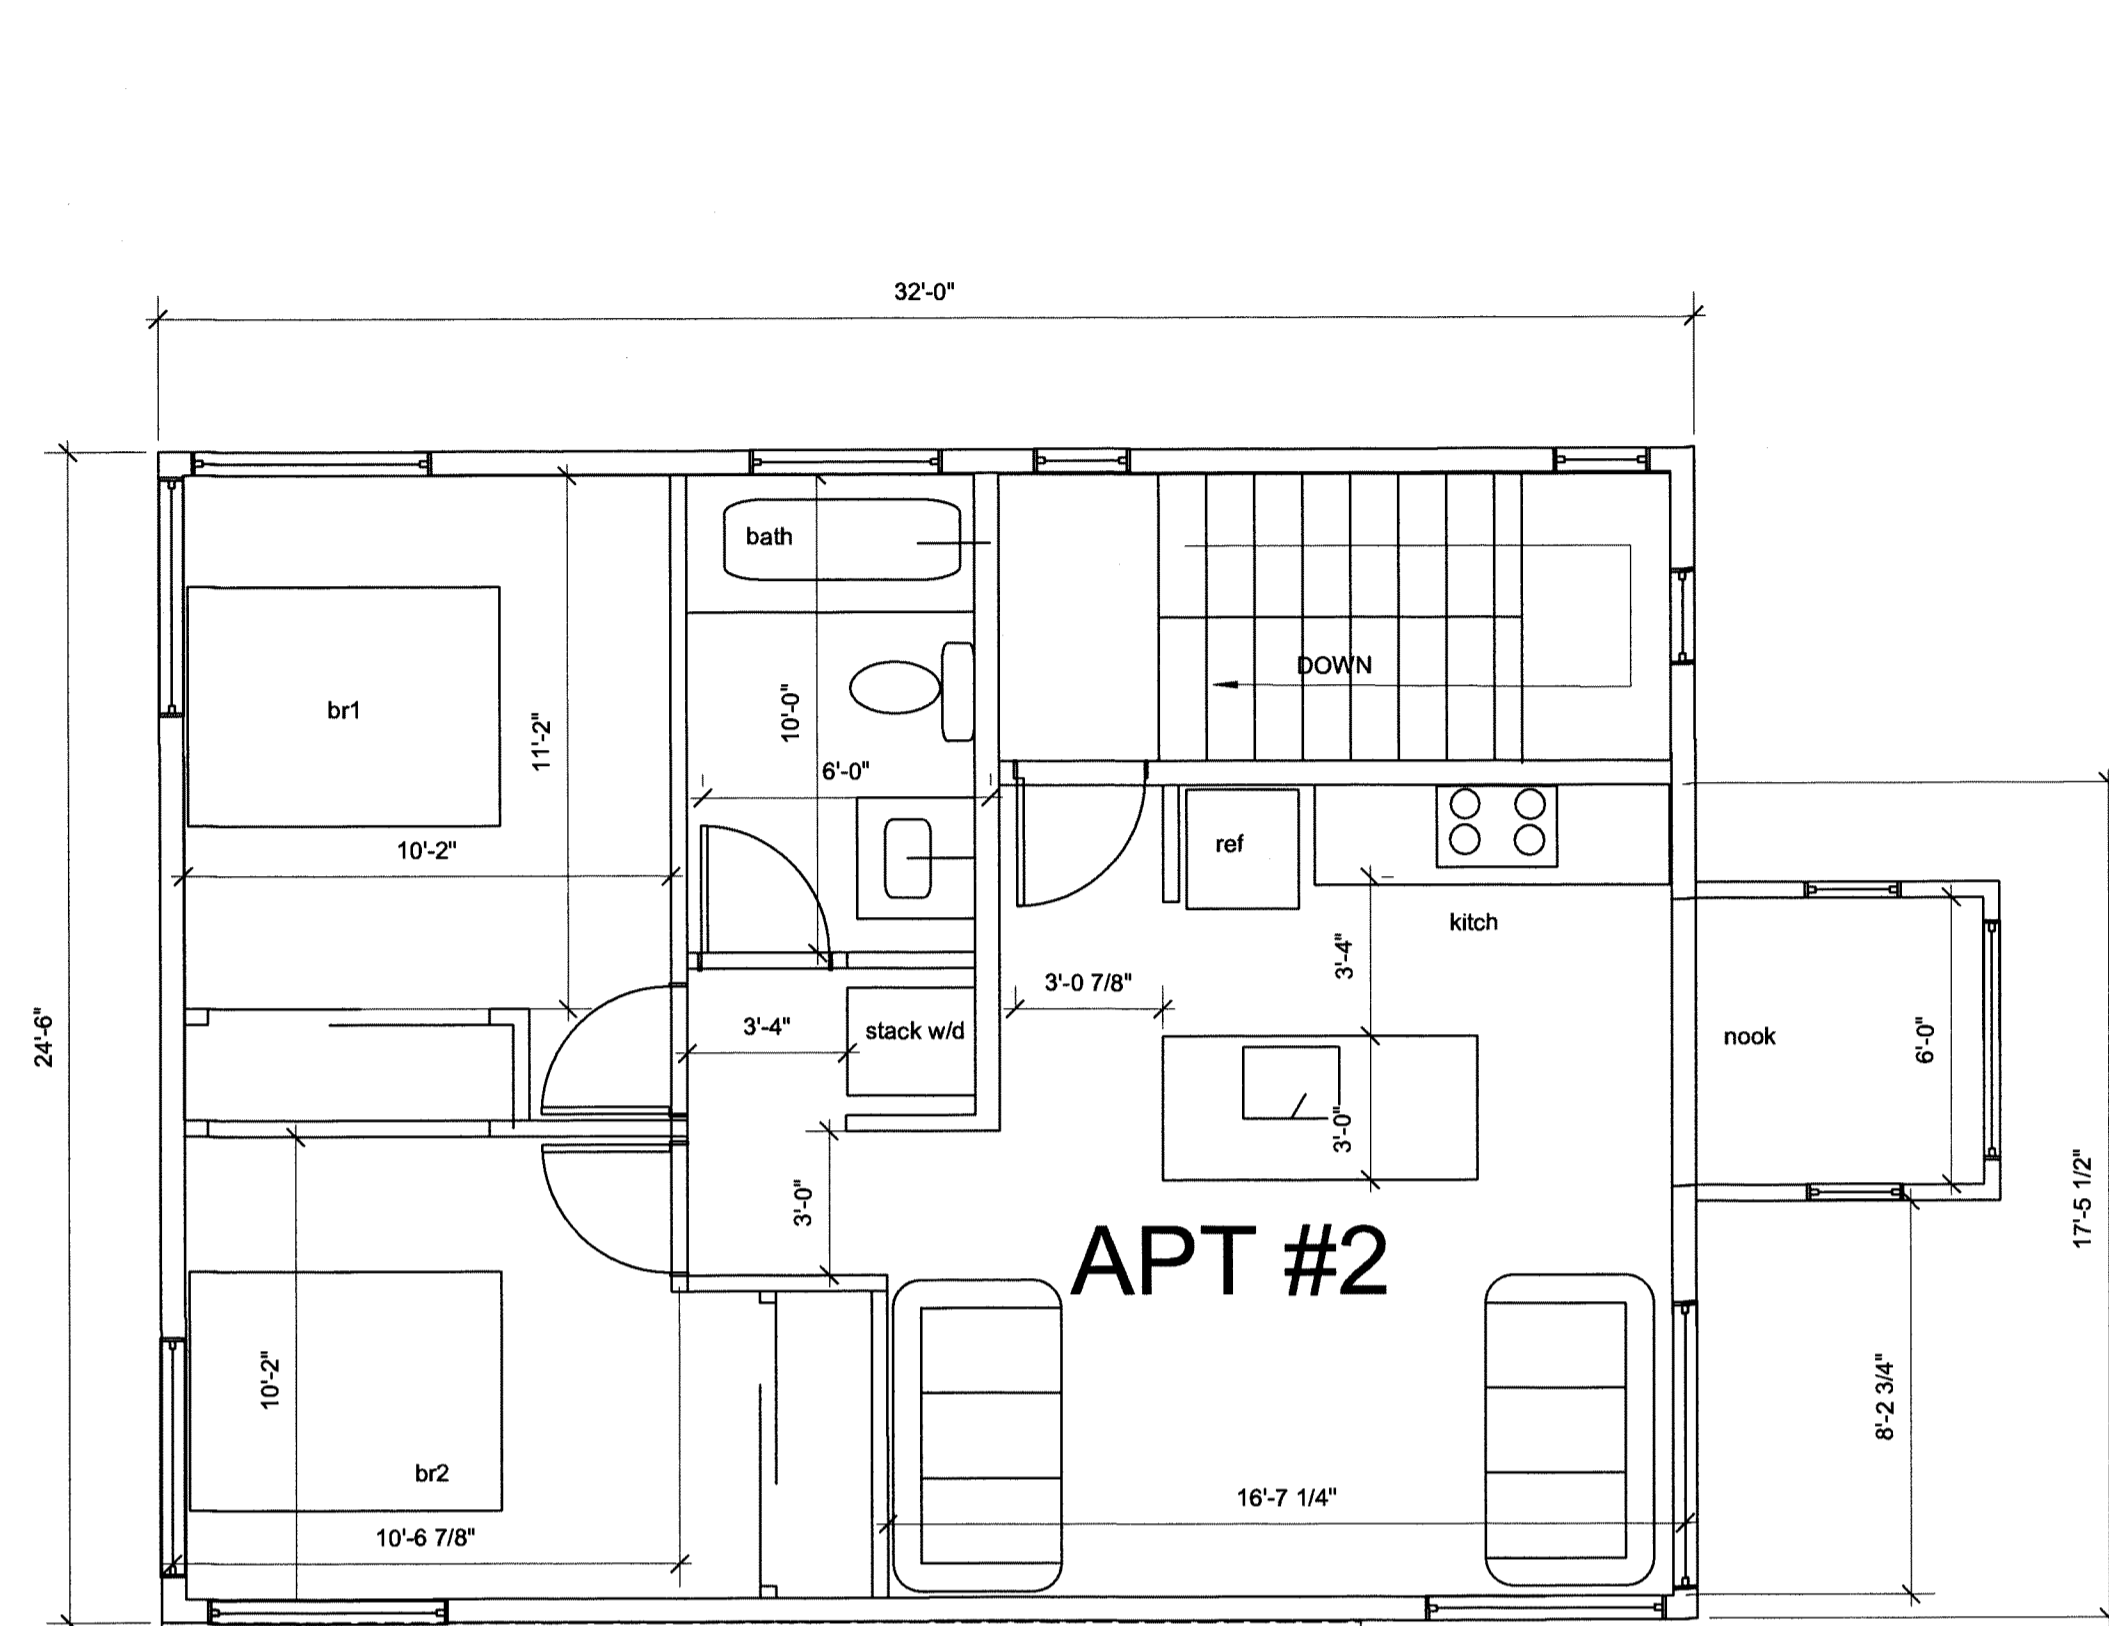 32'-0"
bath
DOWN
br1
11'-2"
10'-0"
6'-0"
10'-2"
ref
kitch
3'-4"
3'-0 7/8"
24'-6"
3'-4"
stack w/d
nook
6'-0"
3'-0"
3'-0"
17'-5 1/2"
APT #2
10'-2"
8'-2 3/4"
br2
16'-7 1/4"
10'-6 7/8"